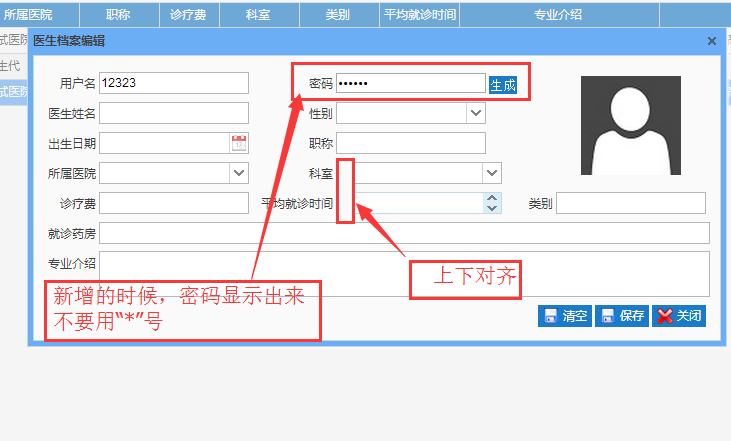 所属医院 职称 诊疗费 科室 类别 平均就诊时间 专业介绍
试医院
医生档案编辑
生代
试医院
用户名 12323 密码 •••••• 生成
医生姓名 性别
出生日期 职称
所属医院 科室
诊疗费 平均就诊时间 类别
就诊药房
专业介绍
上下对齐
新增的时候，密码显示出来
不要用“*”号
清空 保存 关闭